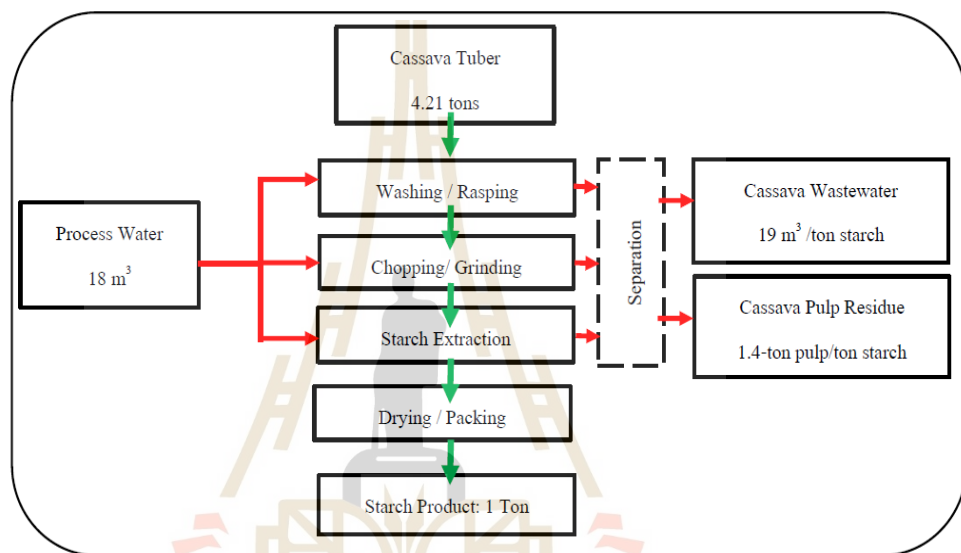 Cassava Tuber
4.21 tons
Washing / Rasping
Process Water
18 m³
Chopping/ Grinding
Starch Extraction
Drying / Packing
Starch Product: 1 Ton
Separation
Cassava Wastewater
19 m³ /ton starch
Cassava Pulp Residue
1.4-ton pulp/ton starch